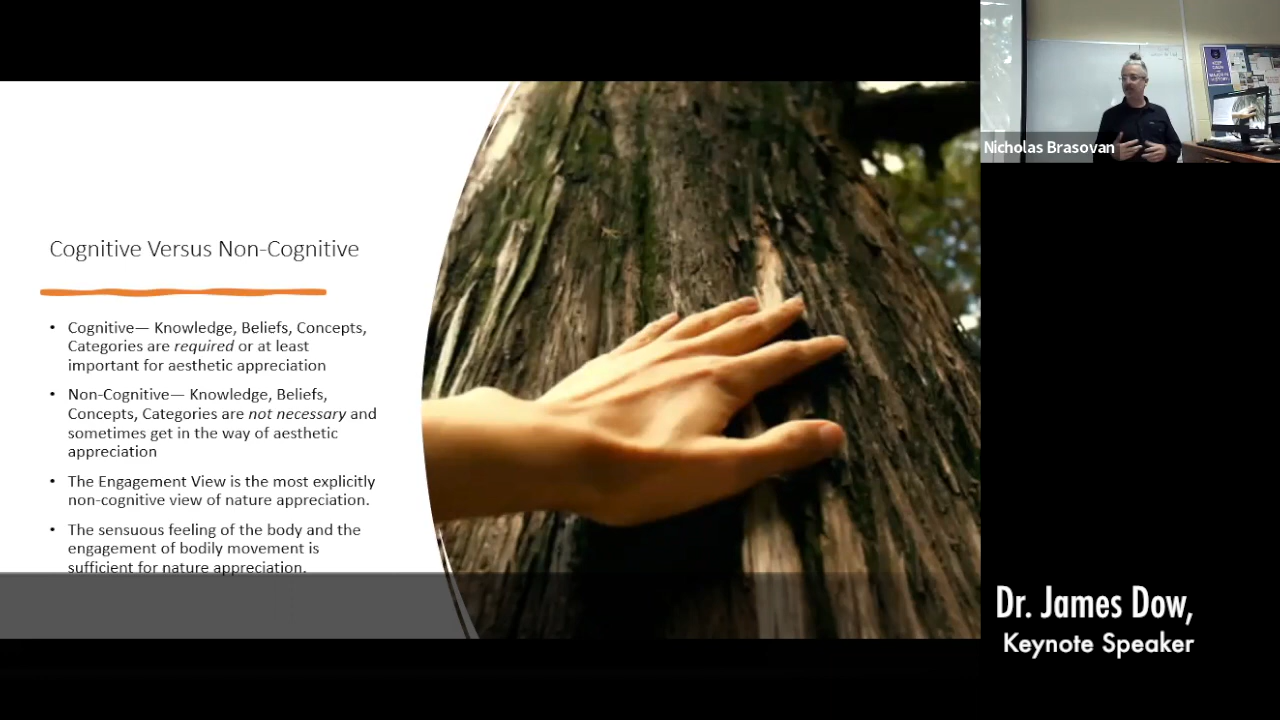 Nicholas Brasovan
Cognitive Versus Non-Cognitive
• Cognitive— Knowledge, Beliefs, Concepts,
Categories are required or at least
important for aesthetic appreciation
• Non-Cognitive— Knowledge, Beliefs,
Concepts, Categories are not necessary and
sometimes get in the way of aesthetic
appreciation
• The Engagement View is the most explicitly
non-cognitive view of nature appreciation.
• The sensuous feeling of the body and the
engagement of bodily movement is
sufficient for nature appreciation.
Dr. James Dow,
Keynote Speaker